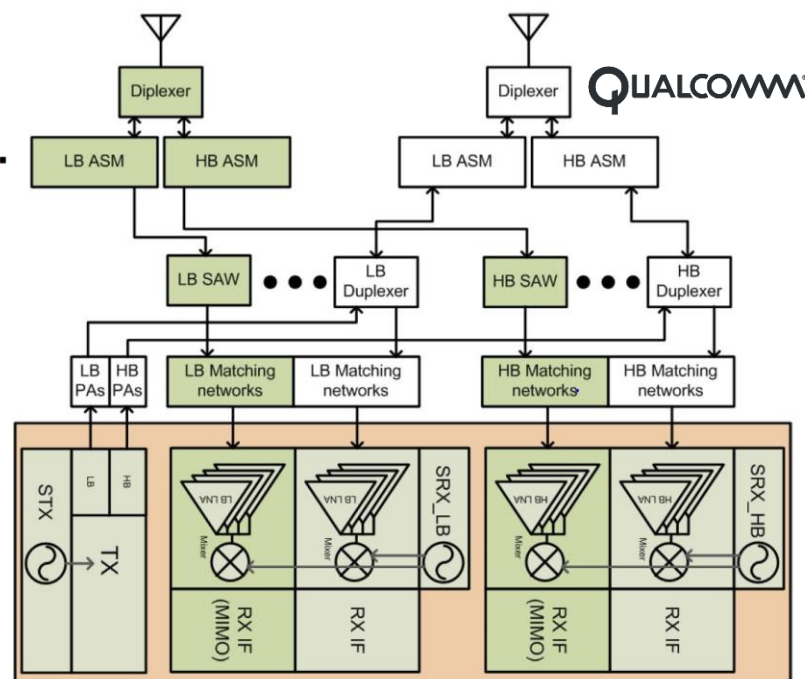 Diplexer
Diplexer
QUALCOMM®
LB ASM
HB ASM
LB ASM
HB ASM
LB SAW
LB
Duplexer
HB SAW
HB
Duplexer
LB
PAs
HB
PAs
LB Matching
networks
LB Matching
networks
HB Matching
networks
HB Matching
networks
STX
LB
HB
TX
LB LNA
Mixer
LB LNA
Mixer
SRX_LB
HB LNA
Mixer
HB LNA
Mixer
SRX_HB
RX IF
(MIMO)
RX IF
RX IF
(MIMO)
RX IF